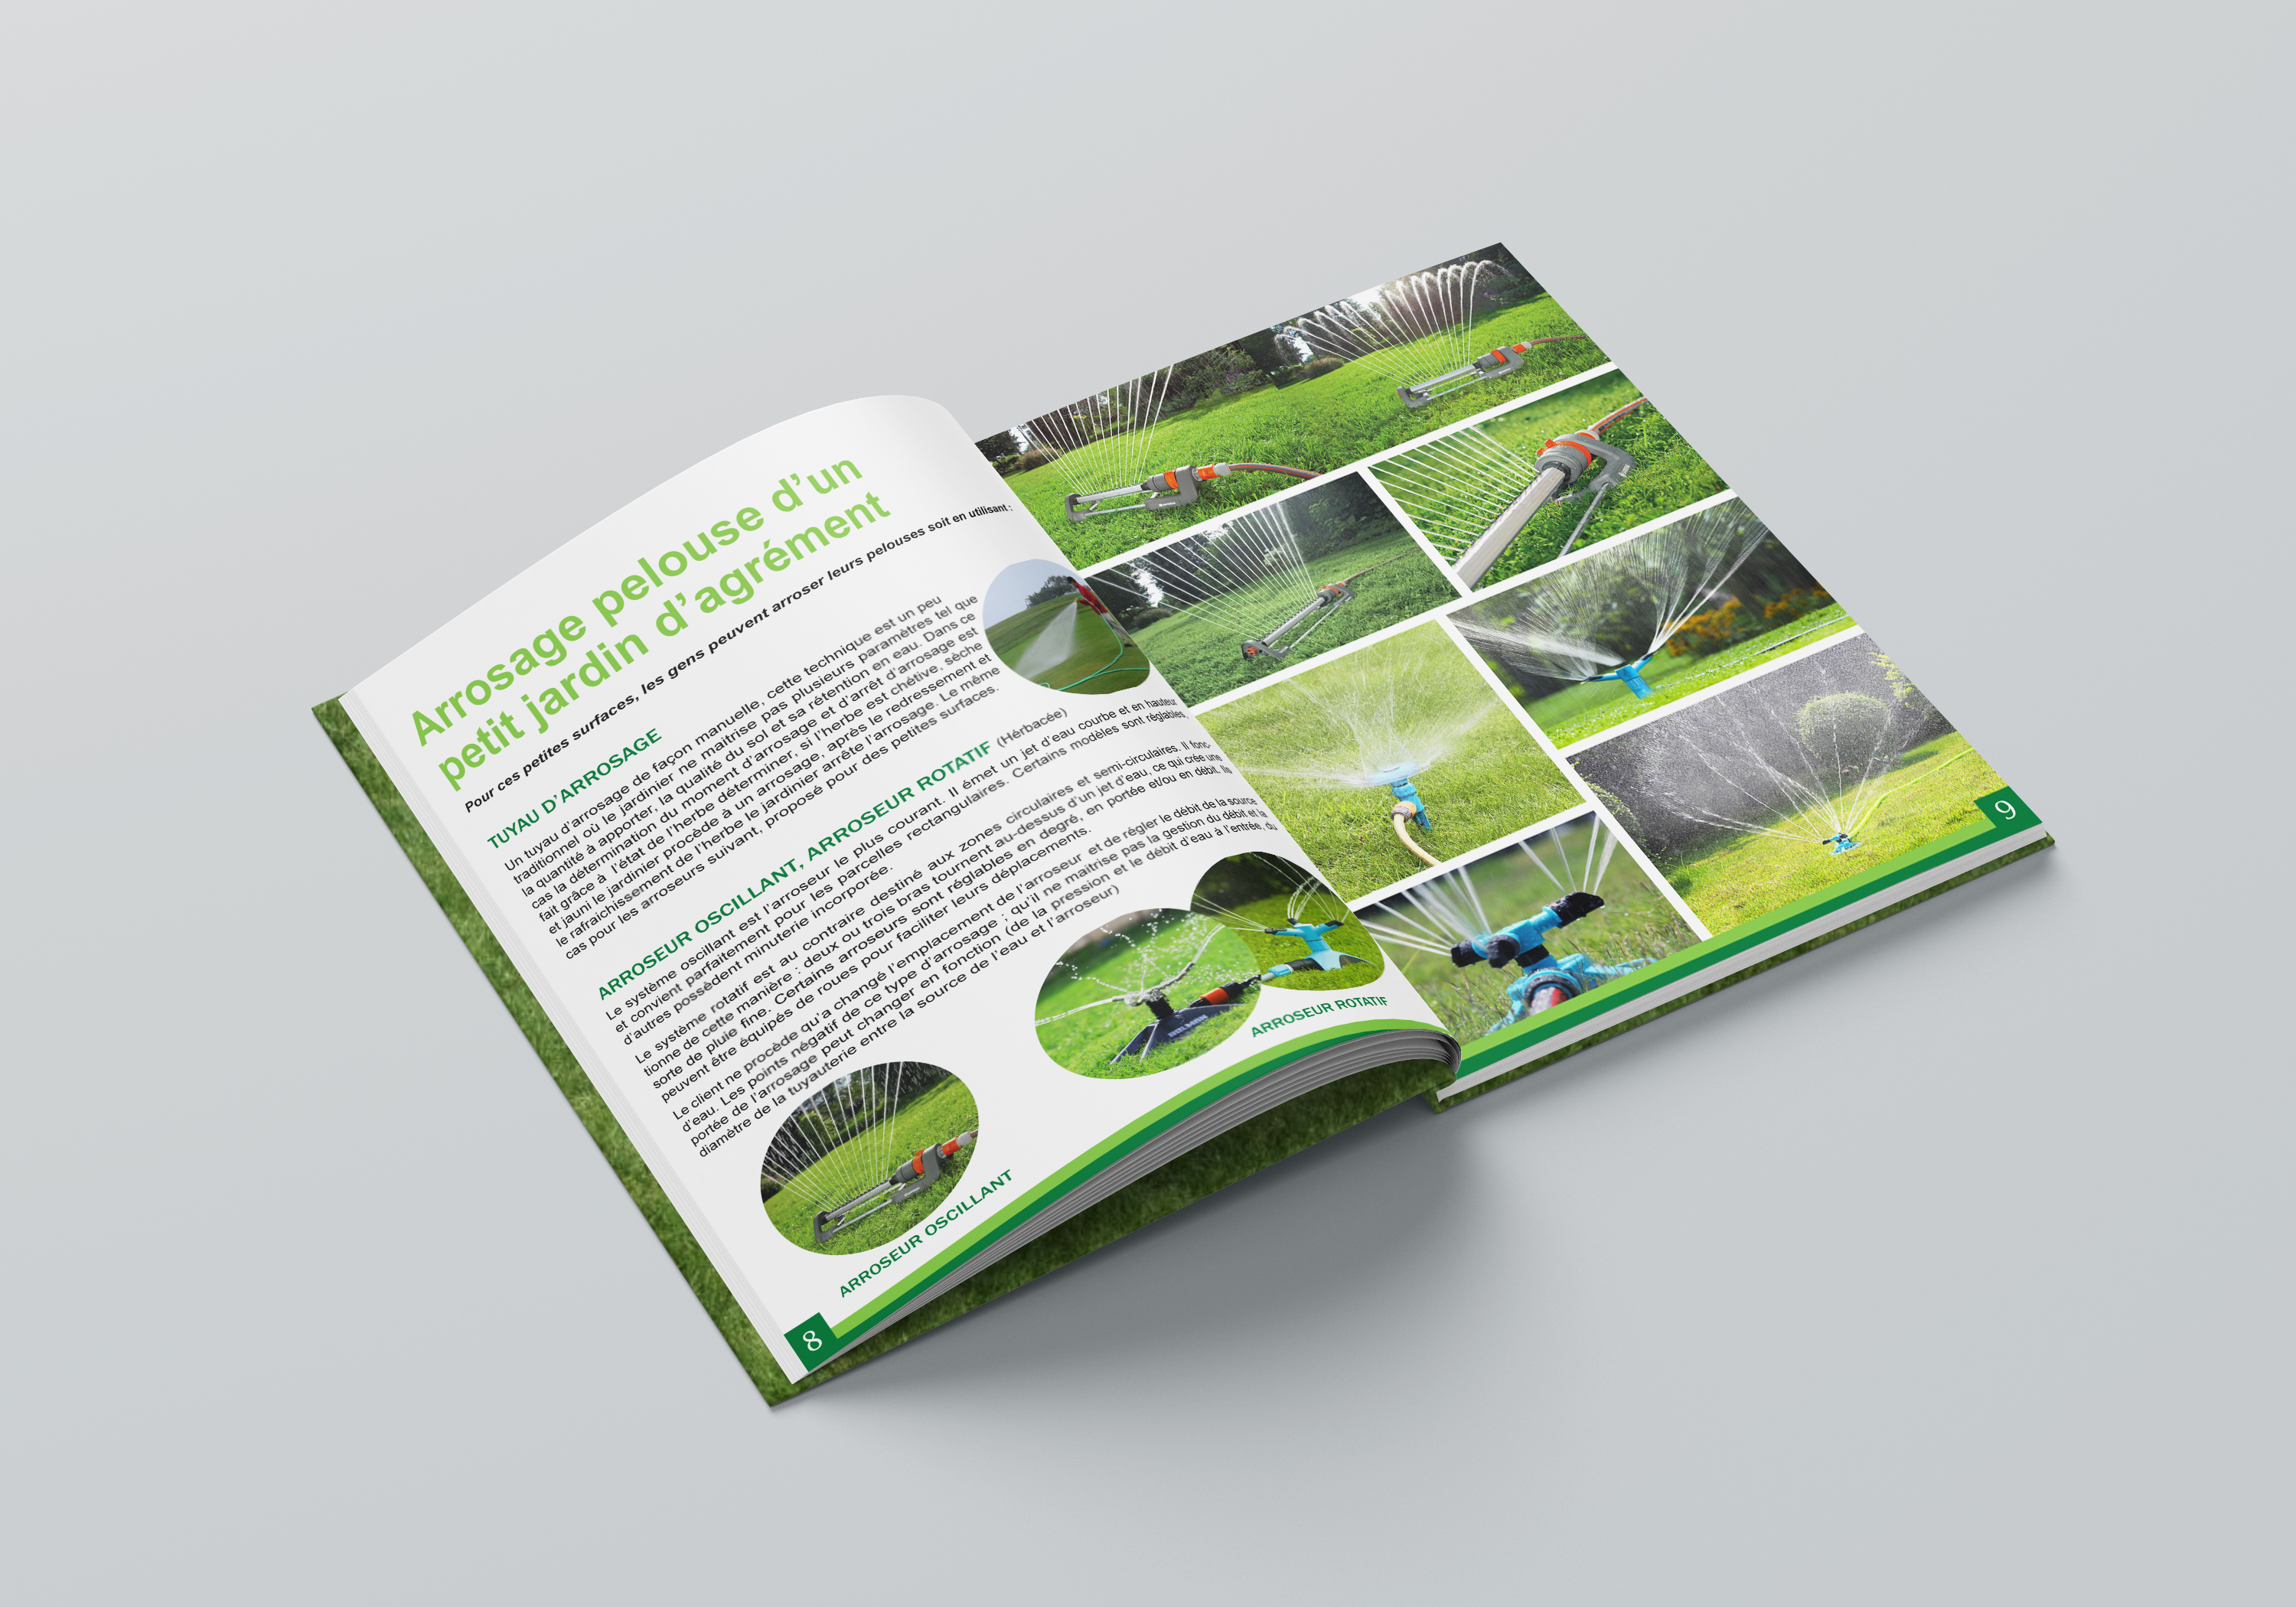 Arrosage pelouse d'un
petit jardin d'agrément
Pour ces petites surfaces, les gens peuvent arroser leurs pelouses soit en utilisant :
TUYAU D'ARROSAGE
Un tuyau d'arrosage de façon manuelle, cette technique est un peu
traditionnel où le jardinier ne maitrise pas plusieurs paramètres tel que
la quantité à apporter, la qualité du sol et sa rétention en eau. Dans ce
cas la détermination du moment d'arrosage et d'arrêt d'arrosage est
fait grâce à l'état de l'herbe déterminer, si l'herbe est chétive, sèche
et jauni le jardinier procède à un arrosage, après le redressement et
le rafraichissement de l'herbe le jardinier arrête l'arrosage. Le même
cas pour les arroseurs suivant, proposé pour des petites surfaces.
ARROSEUR OSCILLANT, ARROSEUR ROTATIF (Hérbacée)
Le système oscillant est l'arroseur le plus courant. Il émet un jet d'eau courbe et en hauteur
et convient parfaitement pour les parcelles rectangulaires. Certains modèles sont réglables,
d'autres possèdent minuterie incorporée.
Le système rotatif est au contraire destiné aux zones circulaires et semi-circulaires. Il fonc-
tionne de cette manière : deux ou trois bras tournent au-dessus d'un jet d'eau, ce qui crée une
sorte de pluie fine. Certains arroseurs sont réglables en degré, en portée et/ou en débit. Ils
peuvent être équipés de roues pour faciliter leurs déplacements.
Le client ne procède qu'a changé l'emplacement de l'arroseur et de régler le débit de la source
d'eau. Les points négatif de ce type d'arrosage ; qu'il ne maitrise pas la gestion du débit et la
portée de l'arrosage peut changer en fonction (de la pression et le débit d'eau à l'entrée, du
diamètre de la tuyauterie entre la source de l'eau et l'arroseur)
ARROSEUR ROTATIF
ARROSEUR OSCILLANT
8
9